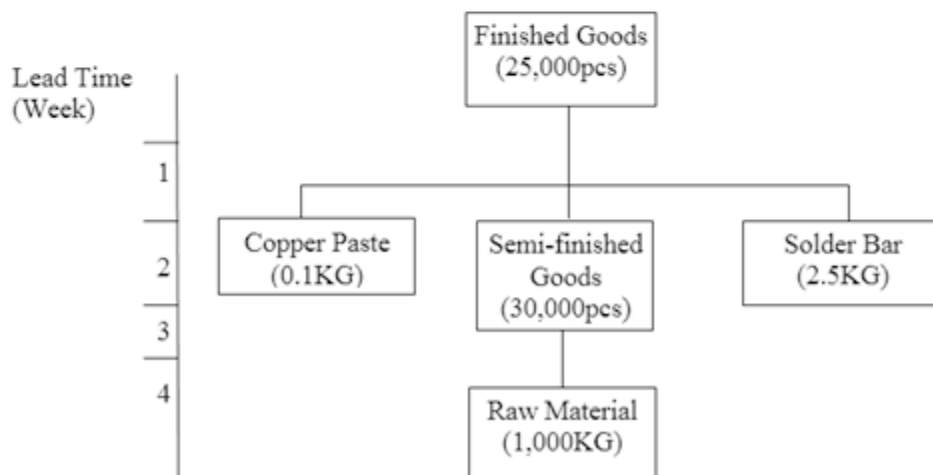 Finished Goods
(25,000pcs)
Lead Time
(Week)
1
Copper Paste
(0.1KG)
Semi-finished
Goods
(30,000pcs)
Solder Bar
(2.5KG)
2
3
4
Raw Material
(1,000KG)